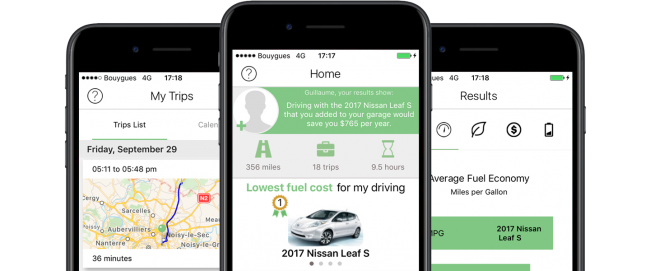 ●●●●○ Bouygues 4G 17:18
?
My Trips
Trips List
Calen
Friday, September 29
05:11 to 05:48 pm
N2
ergy
Sarcelles
Aubervilliers
Noisy-le-Sec
Nanterre
Noisy-le-G
36 minutes
●●●●● Bouygues 4G 17:17
?
Home
Guillaume, your results show:
Driving with the 2017 Nissan Leaf S
that you added to your garage would
save you $765 per year.
356 miles
18 trips
9.5 hours
Lowest fuel cost for my driving
1
2017 Nissan Leaf S
ues 4G 17:18
Results
$
Average Fuel Economy
Miles per Gallon
MPG
2017 Nissan
Leaf S